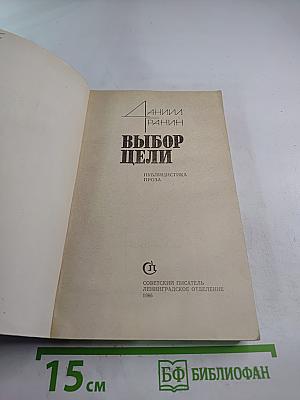 ДАНИИЛ
ГРАНИН
ВЫБОР
ЦЕЛИ
ПУБЛИЦИСТИКА
ПРОЗА
СП
СОВЕТСКИЙ ПИСАТЕЛЬ
ЛЕНИНГРАДСКОЕ ОТДЕЛЕНИЕ
1986
15 см
БФ БИБЛИОФАН